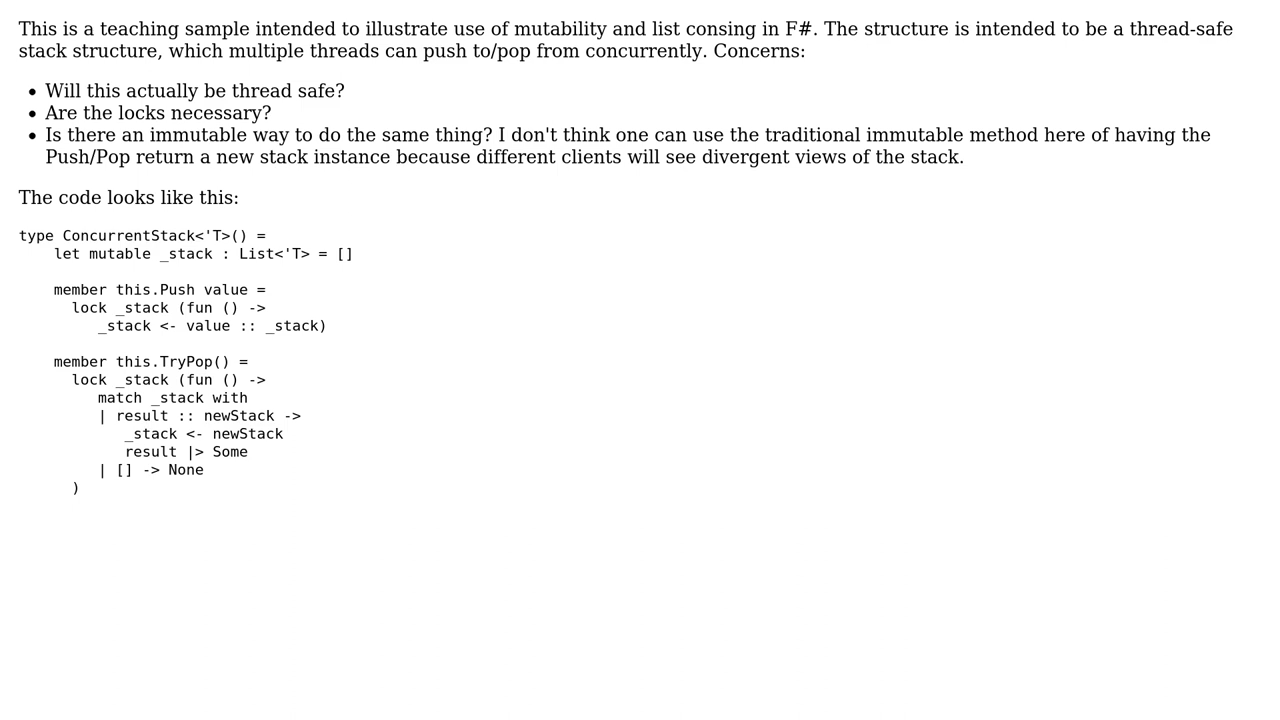 This is a teaching sample intended to illustrate use of mutability and list consing in F#. The structure is intended to be a thread-safe
stack structure, which multiple threads can push to/pop from concurrently. Concerns:
• Will this actually be thread safe?
• Are the locks necessary?
• Is there an immutable way to do the same thing? I don't think one can use the traditional immutable method here of having the
Push/Pop return a new stack instance because different clients will see divergent views of the stack.
The code looks like this:
type ConcurrentStack<'T>() =
    let mutable _stack : List<'T> = []
    member this.Push value =
      lock _stack (fun () ->
         _stack <- value :: _stack)
    member this.TryPop() =
      lock _stack (fun () ->
         match _stack with
         | result :: newStack ->
            _stack <- newStack
            result |> Some
         | [] -> None
      )